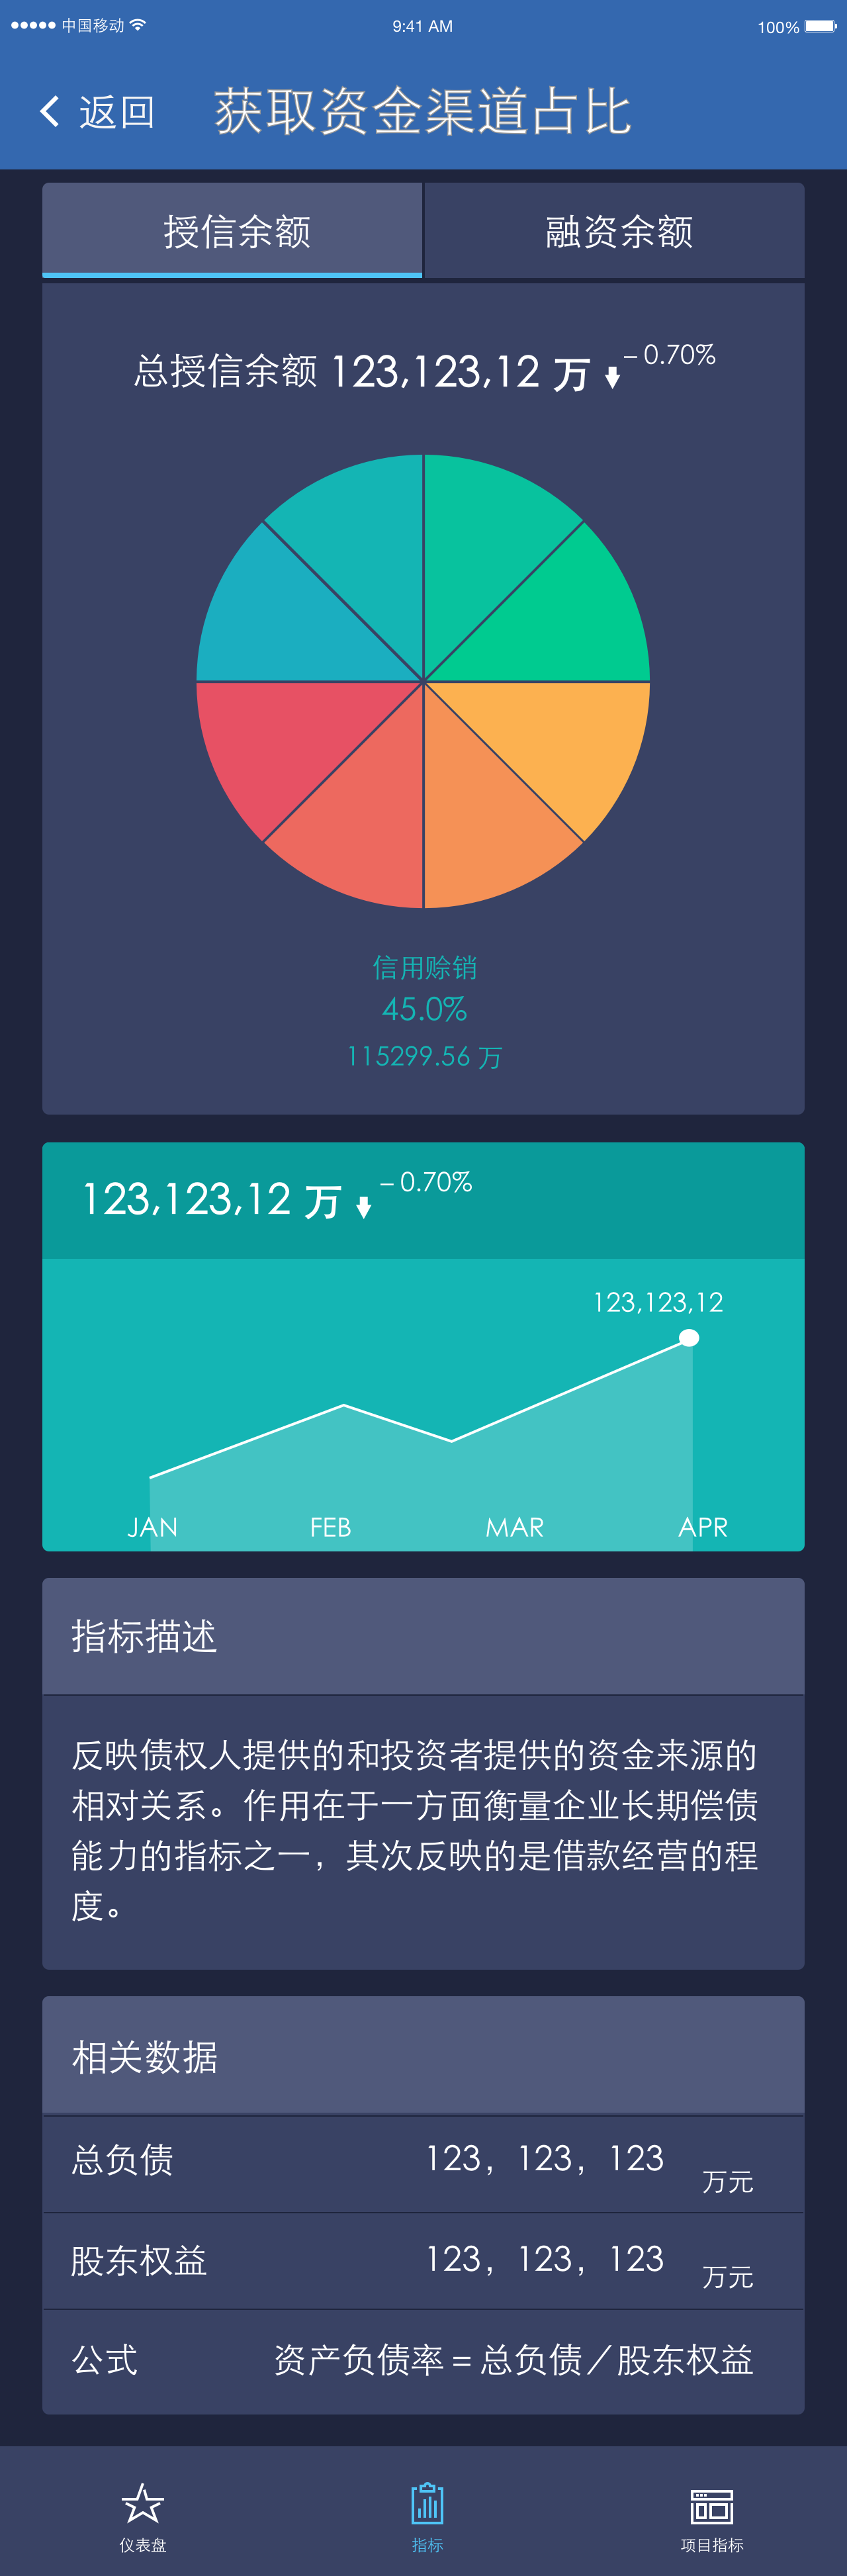 中国移动
9:41 AM
100%
返回
获取资金渠道占比
授信余额
融资余额
总授信余额 123,123,12 万 – 0.70%
信用赊销
45.0%
115299.56 万
123,123,12 万 – 0.70%
123,123,12
JAN FEB MAR APR
指标描述
反映债权人提供的和投资者提供的资金来源的
相对关系。作用在于一方面衡量企业长期偿债
能力的指标之一，其次反映的是借款经营的程
度。
相关数据
总负债 123，123，123 万元
股东权益 123，123，123 万元
公式 资产负债率＝总负债／股东权益
仪表盘
指标
项目指标